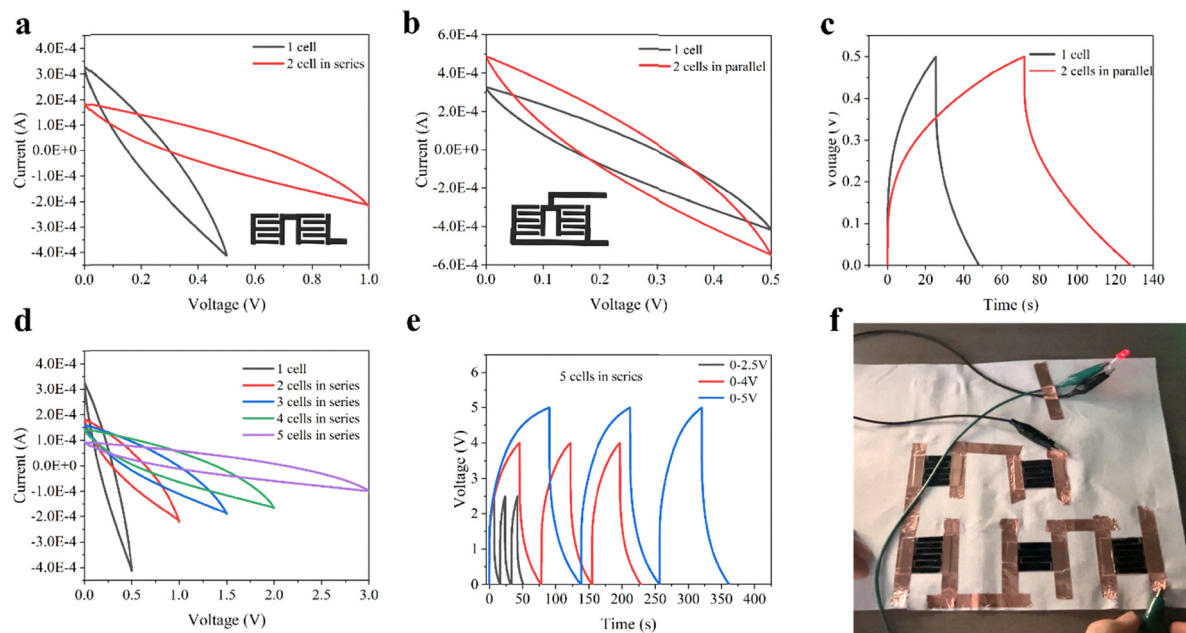 a
4.0E-4
3.0E-4
2.0E-4
1.0E-4
0.0E+0
-1.0E-4
-2.0E-4
-3.0E-4
-4.0E-4
Current (A)
1 cell
2 cell in series
0.0 0.2 0.4 0.6 0.8 1.0
Voltage (V)
b
6.0E-4
4.0E-4
2.0E-4
0.0E+0
-2.0E-4
-4.0E-4
-6.0E-4
Current (A)
1 cell
2 cells in parallel
0.0 0.1 0.2 0.3 0.4 0.5
Voltage (V)
c
0.5
0.4
0.3
0.2
0.1
0.0
Voltage (V)
1 cell
2 cells in parallel
0 20 40 60 80 100 120 140
Time (s)
d
4.0E-4
3.0E-4
2.0E-4
1.0E-4
0.0E+0
-1.0E-4
-2.0E-4
-3.0E-4
-4.0E-4
Current (A)
1 cell
2 cells in series
3 cells in series
4 cells in series
5 cells in series
0.0 0.5 1.0 1.5 2.0 2.5 3.0
Voltage (V)
e
6
5
4
3
2
1
0
Voltage (V)
5 cells in series
0-2.5V
0-4V
0-5V
0 50 100 150 200 250 300 350 400
Time (s)
f